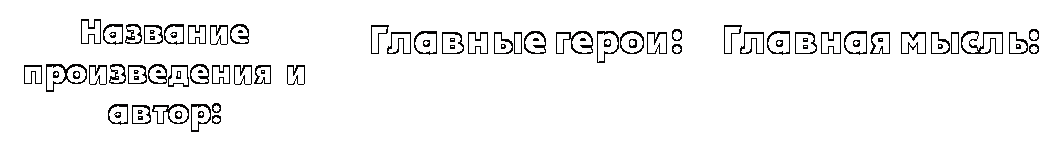 Название
произведения и
автор:
Главные герои:
Главная мысль: